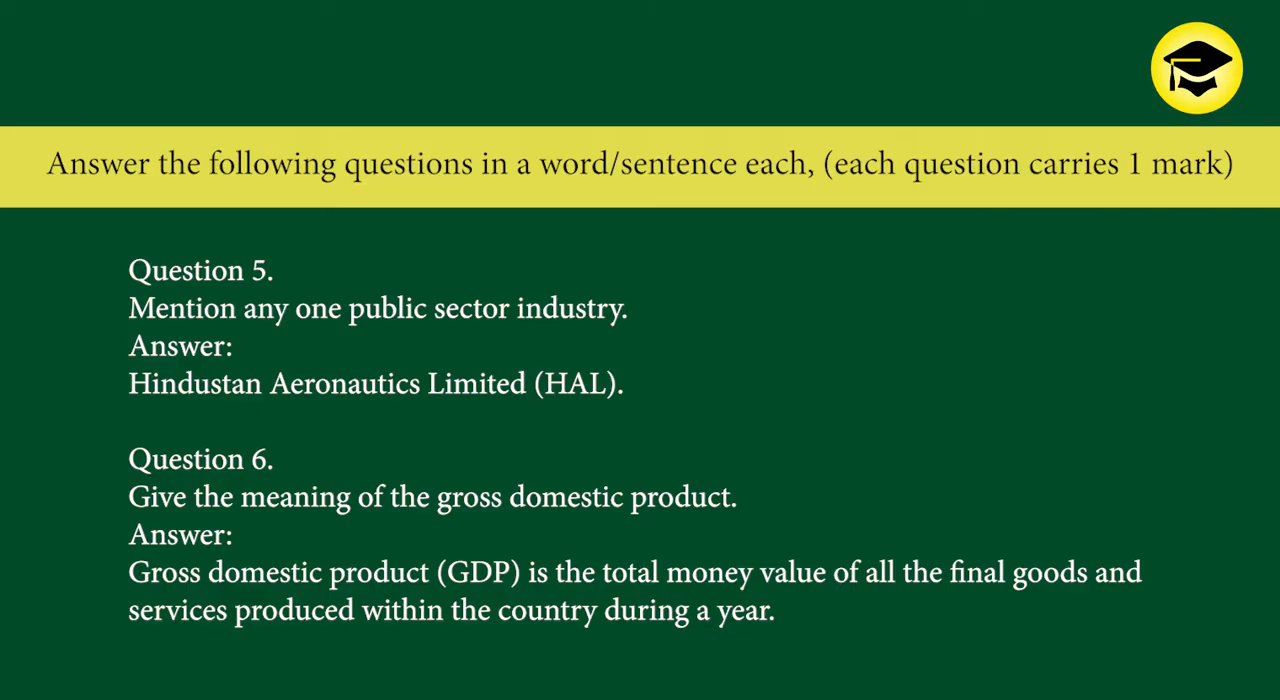 Answer the following questions in a word/sentence each, (each question carries 1 mark)
Question 5.
Mention any one public sector industry.
Answer:
Hindustan Aeronautics Limited (HAL).
Question 6.
Give the meaning of the gross domestic product.
Answer:
Gross domestic product (GDP) is the total money value of all the final goods and
services produced within the country during a year.